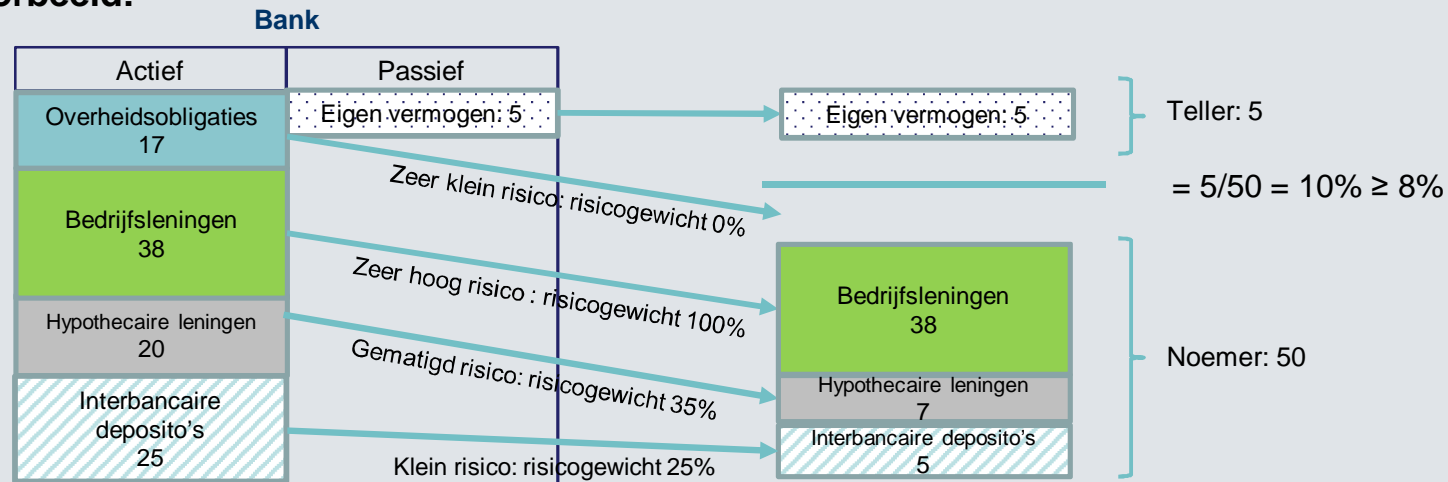 Bank
Actief
Passief
Overheidsobligaties
17
Eigen vermogen: 5
Bedrijfsleningen
38
Hypothecaire leningen
20
Interbancaire
deposito's
25
Zeer klein risico: risicogewicht 0%
Zeer hoog risico : risicogewicht 100%
Gematigd risico: risicogewicht 35%
Klein risico: risicogewicht 25%
Eigen vermogen: 5
Bedrijfsleningen
38
Hypothecaire leningen
7
Interbancaire deposito's
5
Teller: 5
= 5/50 = 10% ≥ 8%
Noemer: 50